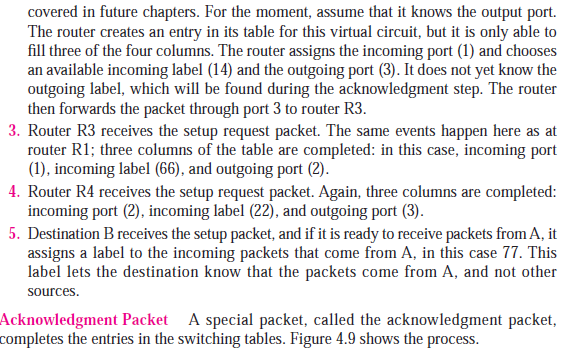 covered in future chapters. For the moment, assume that it knows the output port.
The router creates an entry in its table for this virtual circuit, but it is only able to
fill three of the four columns. The router assigns the incoming port (1) and chooses
an available incoming label (14) and the outgoing port (3). It does not yet know the
outgoing label, which will be found during the acknowledgment step. The router
then forwards the packet through port 3 to router R3.
3. Router R3 receives the setup request packet. The same events happen here as at
router R1; three columns of the table are completed: in this case, incoming port
(1), incoming label (66), and outgoing port (2).
4. Router R4 receives the setup request packet. Again, three columns are completed:
incoming port (2), incoming label (22), and outgoing port (3).
5. Destination B receives the setup packet, and if it is ready to receive packets from A, it
assigns a label to the incoming packets that come from A, in this case 77. This
label lets the destination know that the packets come from A, and not other
sources.
Acknowledgment Packet A special packet, called the acknowledgment packet,
completes the entries in the switching tables. Figure 4.9 shows the process.